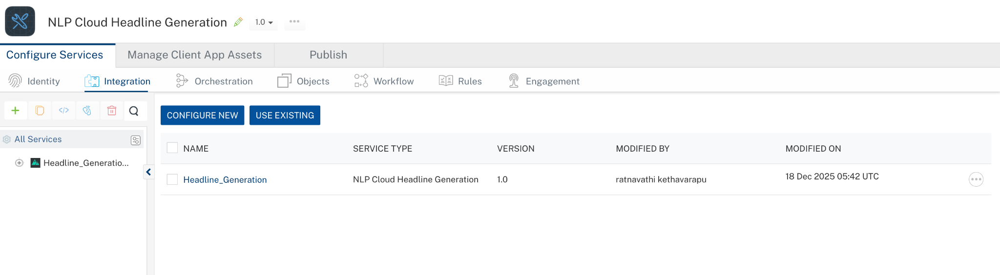 NLP Cloud Headline Generation 1.0
Configure Services Manage Client App Assets Publish
Identity Integration Orchestration Objects Workflow Rules Engagement
CONFIGURE NEW USE EXISTING
All Services
Headline_Generatio...
NAME SERVICE TYPE VERSION MODIFIED BY MODIFIED ON
Headline_Generation NLP Cloud Headline Generation 1.0 ratnavathi kethavarapu 18 Dec 2025 05:42 UTC